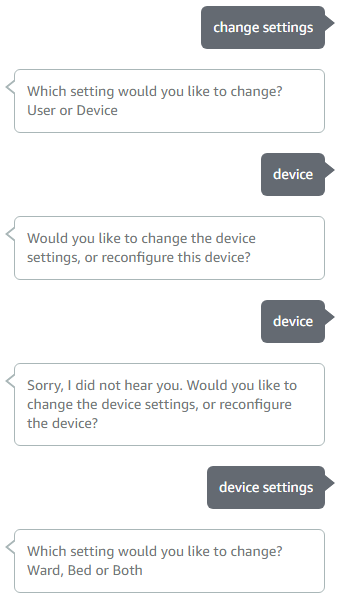 change settings
Which setting would you like to change?
User or Device
device
Would you like to change the device
settings, or reconfigure this device?
device
Sorry, I did not hear you. Would you like to
change the device settings, or reconfigure
the device?
device settings
Which setting would you like to change?
Ward, Bed or Both